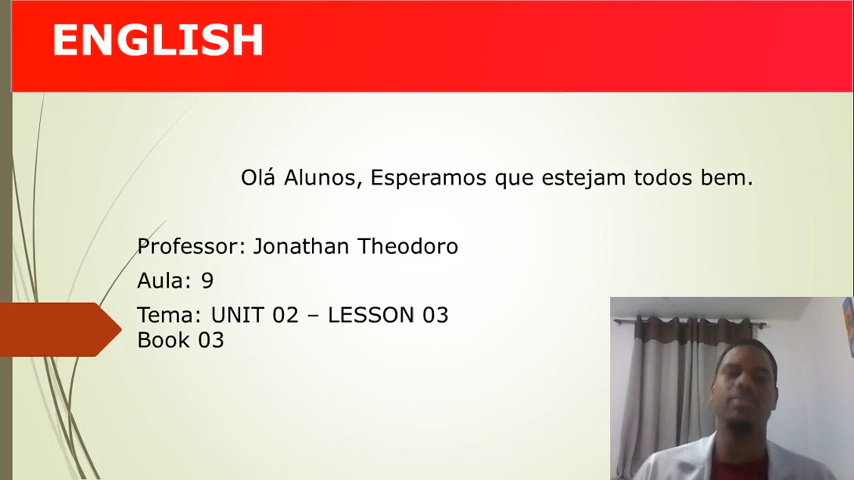 ENGLISH
Olá Alunos, Esperamos que estejam todos bem.
Professor: Jonathan Theodoro
Aula: 9
Tema: UNIT 02 – LESSON 03
Book 03